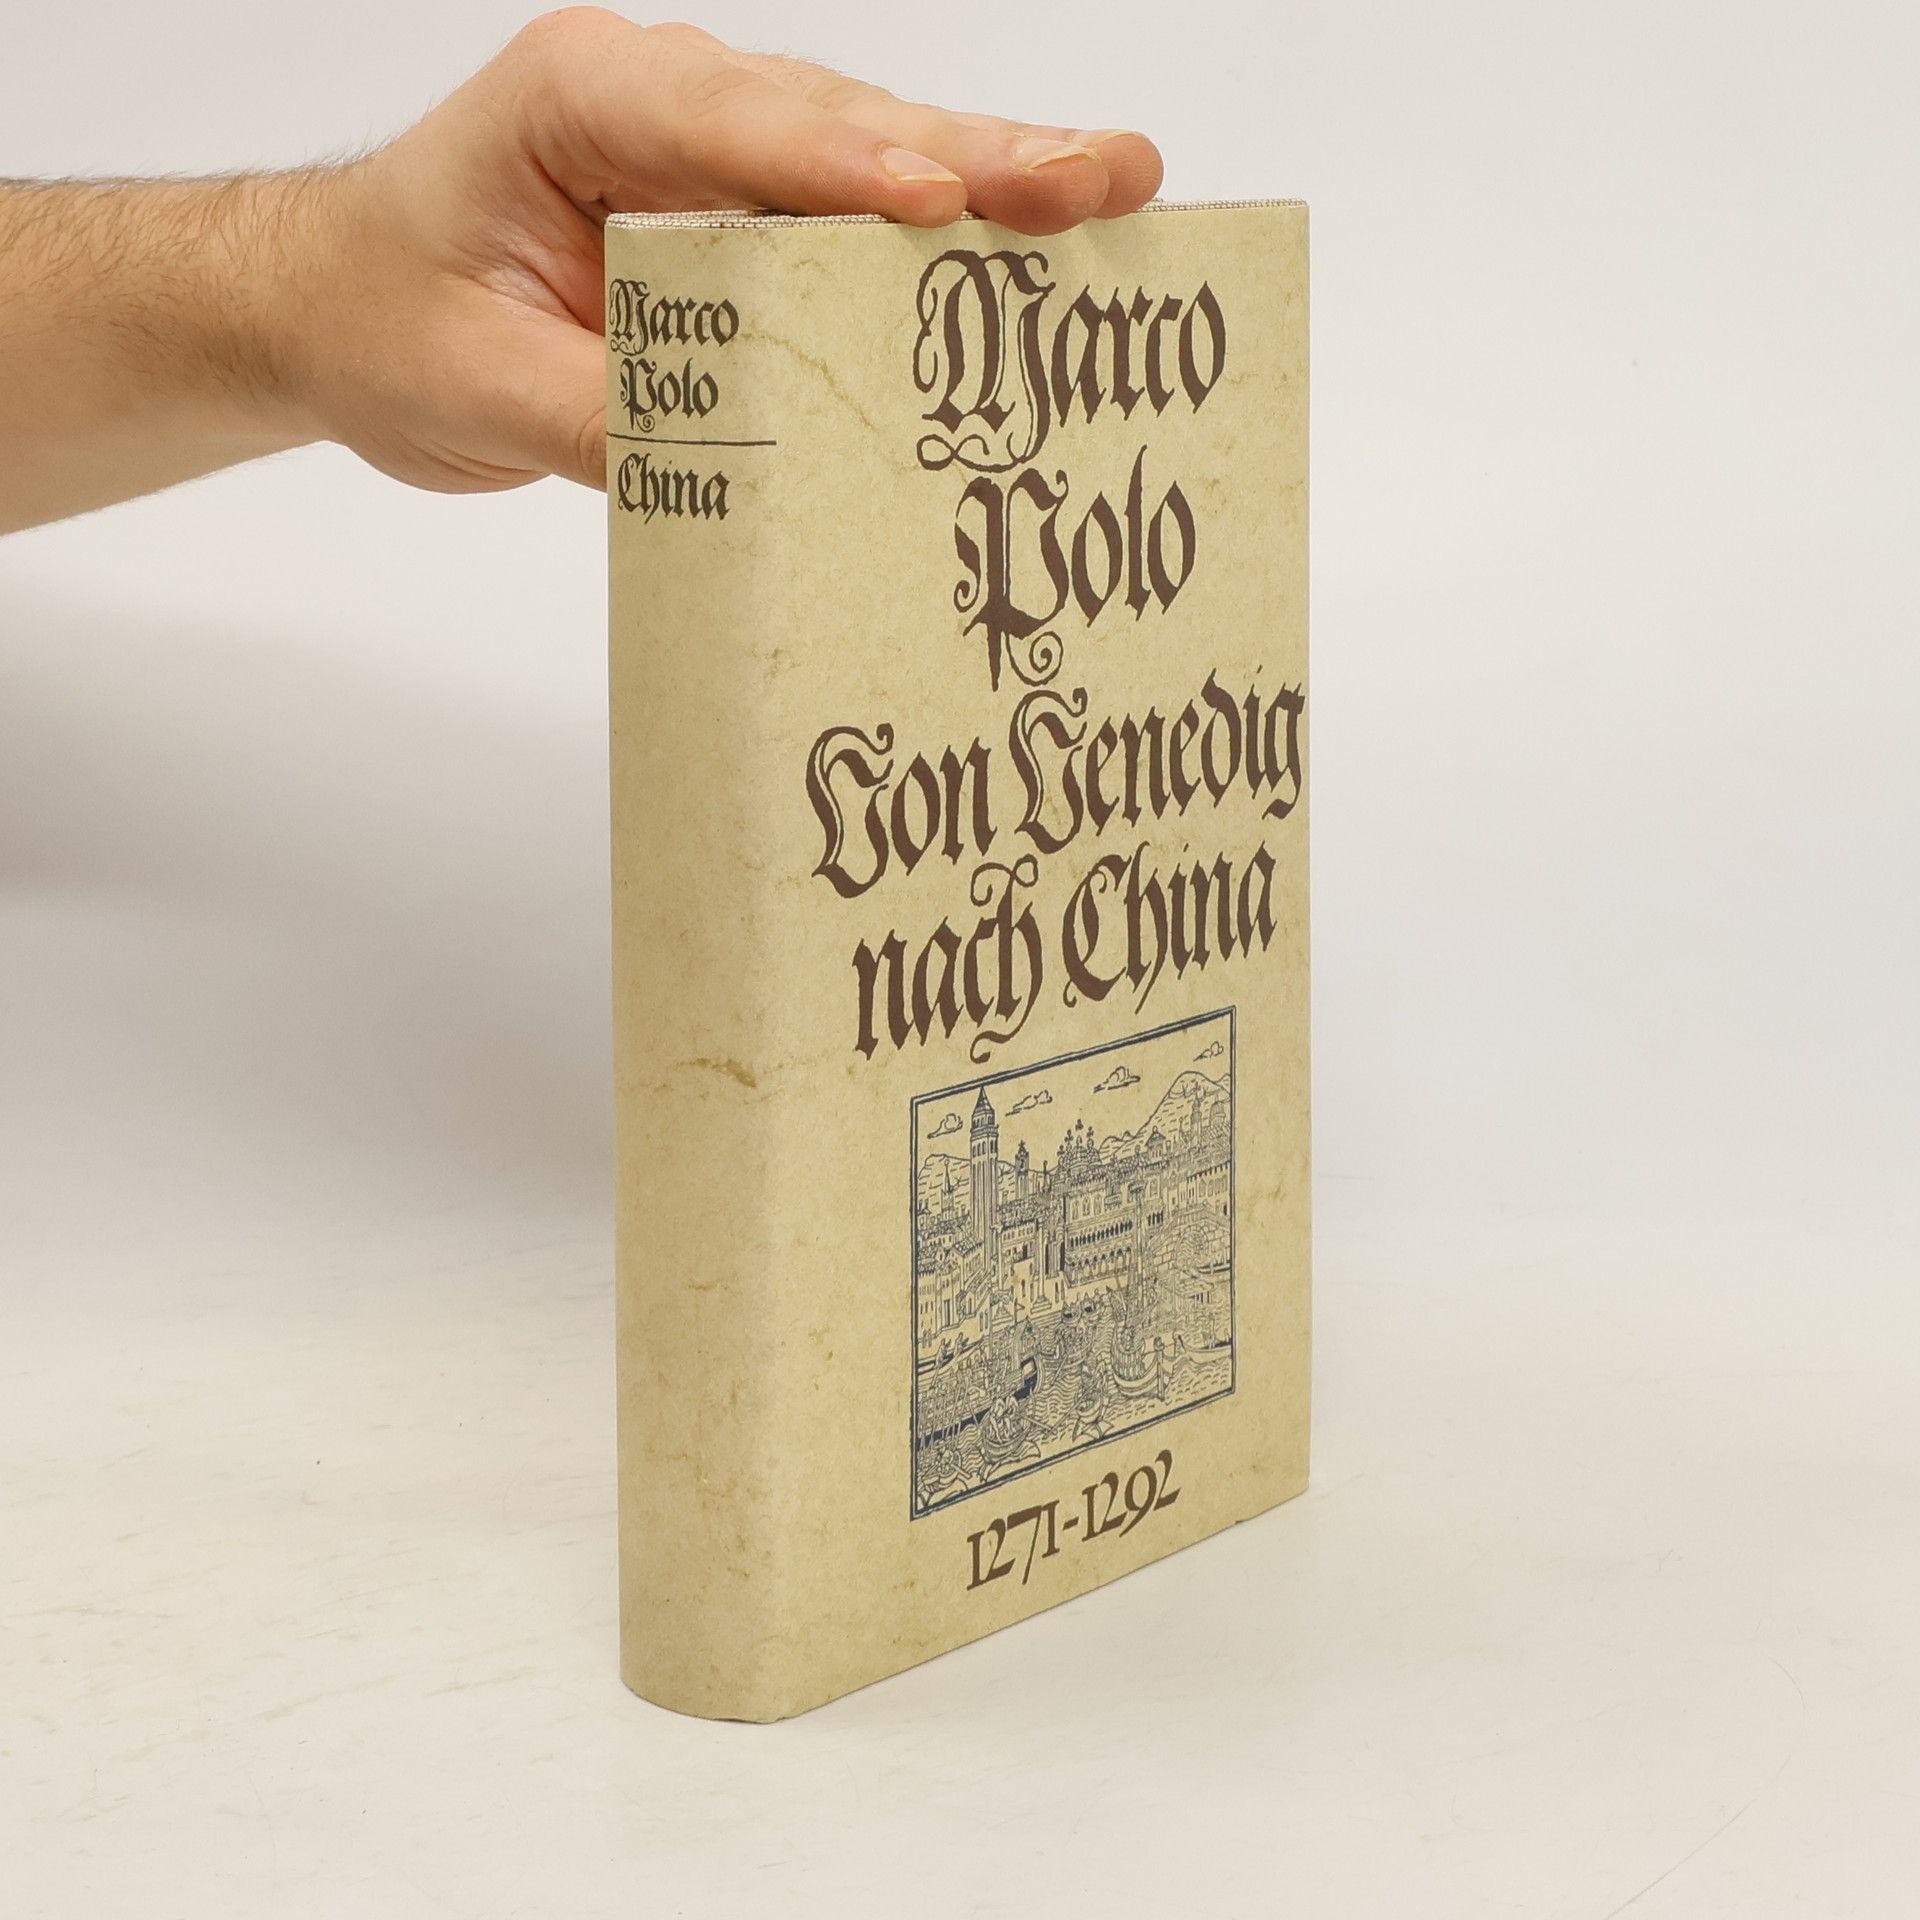 Marco
Polo
China
Marco
Polo
Von Venedig
nach China
1271-1292